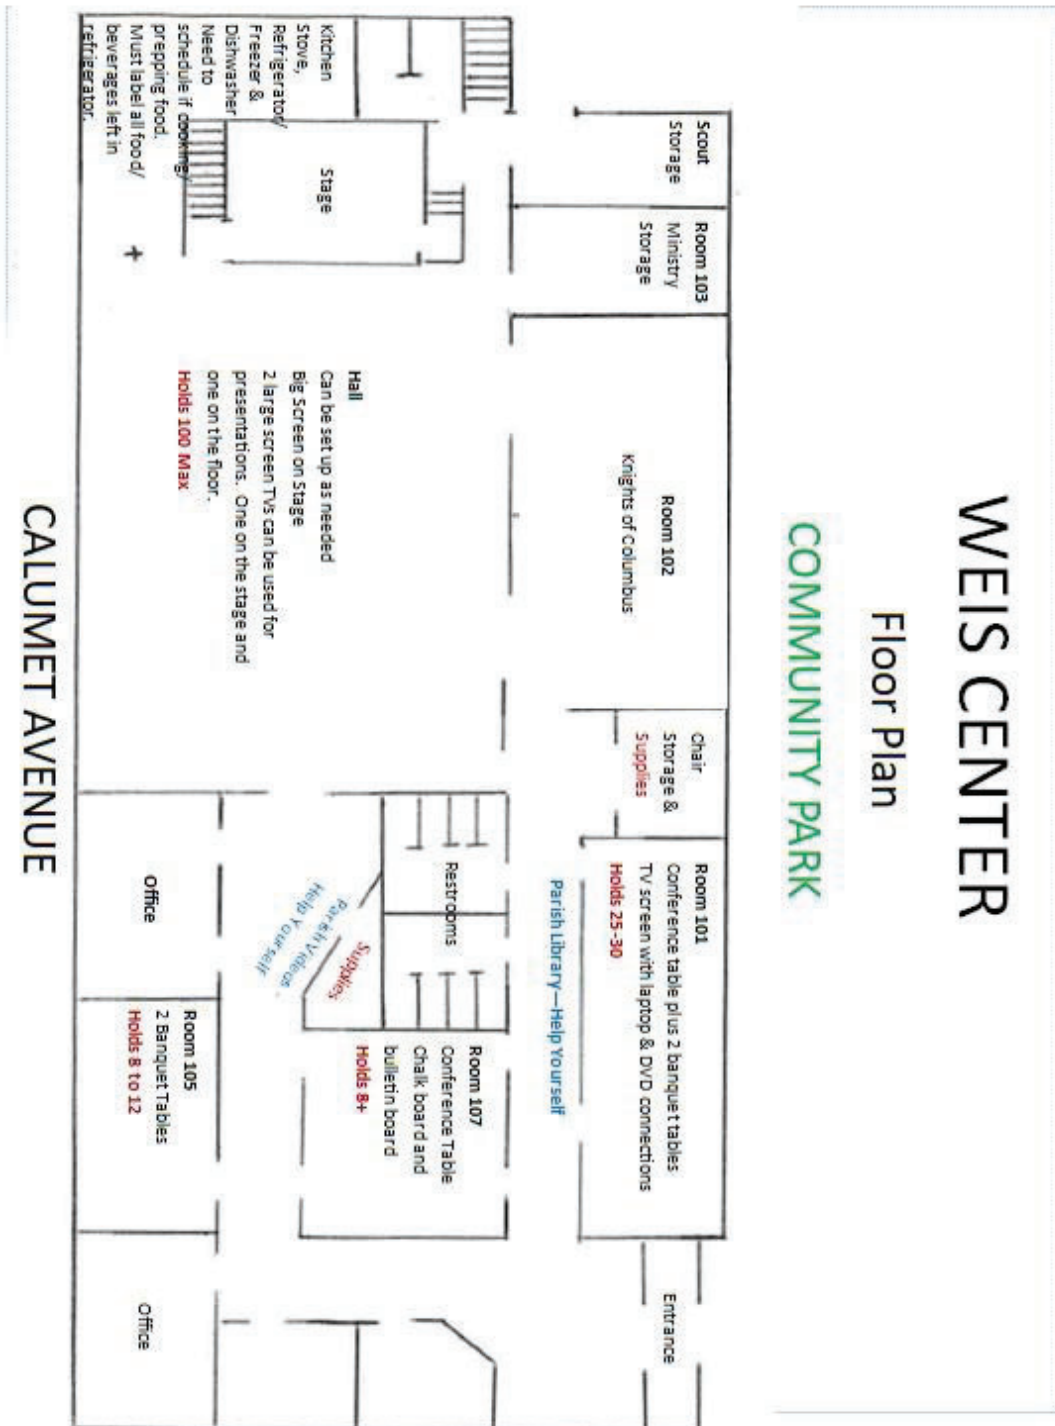 WEIS CENTER
Floor Plan
COMMUNITY PARK
Scout
Storage
Room 103
Ministry
Storage
Room 102
Knights of Columbus
Chair
Storage &
Supplies
Room 101
Conference table plus 2 banquet tables
TV screen with laptop & DVD connections
Holds 25-30
Entrance
Parish Library—Help Yourself
Kitchen
Stove,
Refrigerator/
Freezer &
Dishwasher
Need to
schedule if cooking/
prepping food.
Must label all food/
beverages left in
refrigerator.
Stage
Hall
Can be set up as needed
Big Screen on Stage
2 large screen TVs can be used for
presentations. One on the stage and
one on the floor.
Holds 100 Max
Restrooms
Supplies
Parish Videos
Help Yourself
Room 107
Conference Table
Chalk board and
bulletin board
Holds 8+
Office
Room 105
2 Banquet Tables
Holds 8 to 12
Office
CALUMET AVENUE